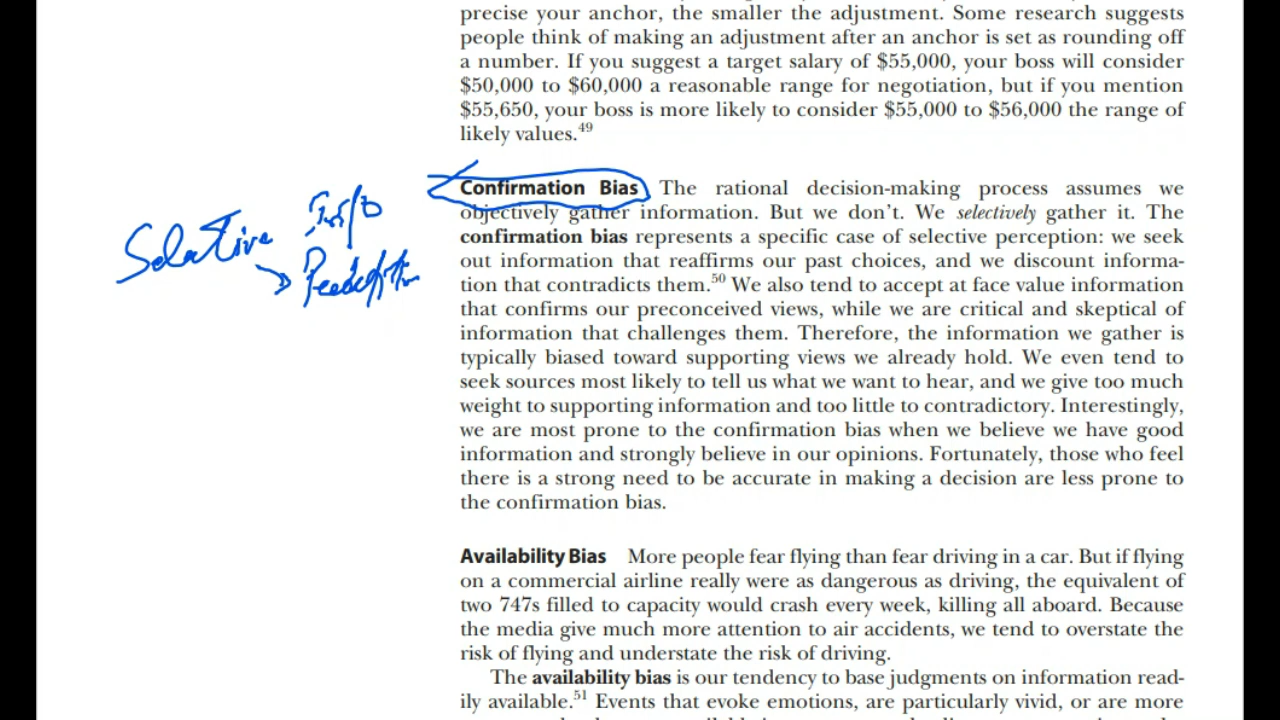 precise your anchor, the smaller the adjustment. Some research suggests
people think of making an adjustment after an anchor is set as rounding off
a number. If you suggest a target salary of $55,000, your boss will consider
$50,000 to $60,000 a reasonable range for negotiation, but if you mention
$55,650, your boss is more likely to consider $55,000 to $56,000 the range of
likely values.49
Confirmation Bias The rational decision-making process assumes we
objectively gather information. But we don't. We selectively gather it. The
confirmation bias represents a specific case of selective perception: we seek
out information that reaffirms our past choices, and we discount informa-
tion that contradicts them.50 We also tend to accept at face value information
that confirms our preconceived views, while we are critical and skeptical of
information that challenges them. Therefore, the information we gather is
typically biased toward supporting views we already hold. We even tend to
seek sources most likely to tell us what we want to hear, and we give too much
weight to supporting information and too little to contradictory. Interestingly,
we are most prone to the confirmation bias when we believe we have good
information and strongly believe in our opinions. Fortunately, those who feel
there is a strong need to be accurate in making a decision are less prone to
the confirmation bias.
Selective
Info
Availability Bias More people fear flying than fear driving in a car. But if flying
on a commercial airline really were as dangerous as driving, the equivalent of
two 747s filled to capacity would crash every week, killing all aboard. Because
the media give much more attention to air accidents, we tend to overstate the
risk of flying and understate the risk of driving.
The availability bias is our tendency to base judgments on information read-
ily available.51 Events that evoke emotions, are particularly vivid, or are more